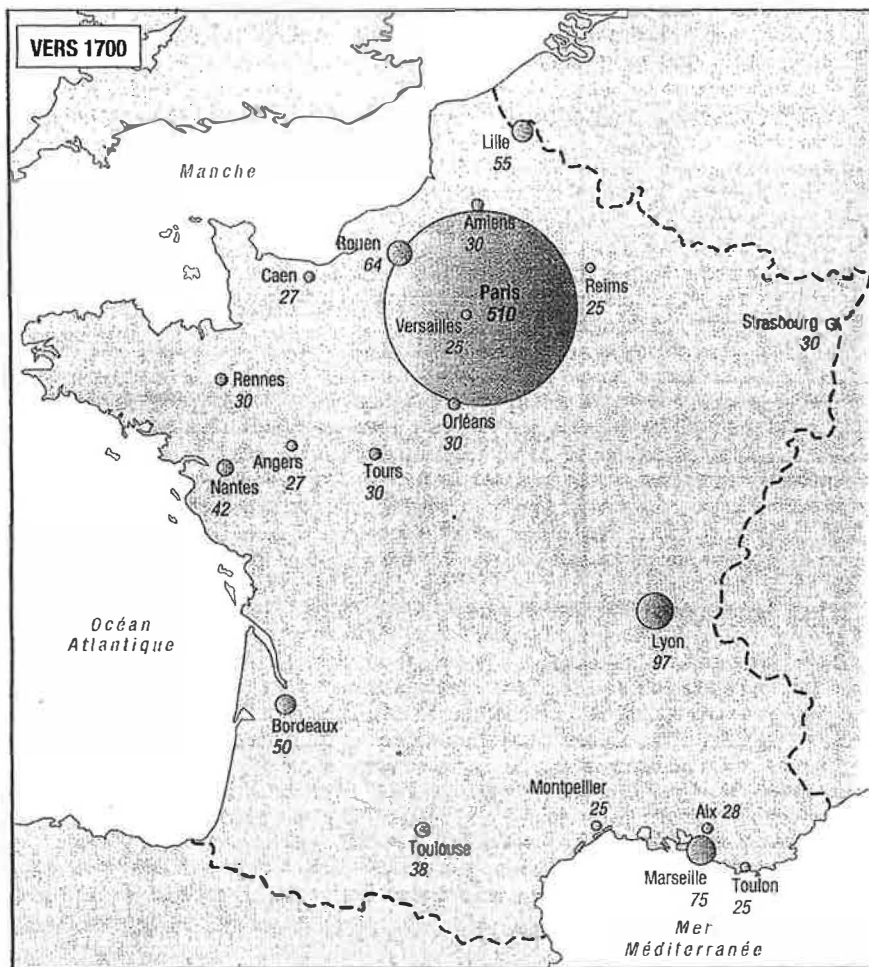 VERS 1700
Manche
Lille
55
Amiens
30
Rouen
64
Caen
27
Reims
25
Paris
510
Versailles
25
Strasbourg
30
Rennes
30
Orléans
30
Angers
27
Tours
30
Nantes
42
Océan
Atlantique
Lyon
97
Bordeaux
50
Montpellier
25
Aix 28
Toulouse
38
Marseille
75
Toulon
25
Mer
Méditerranée